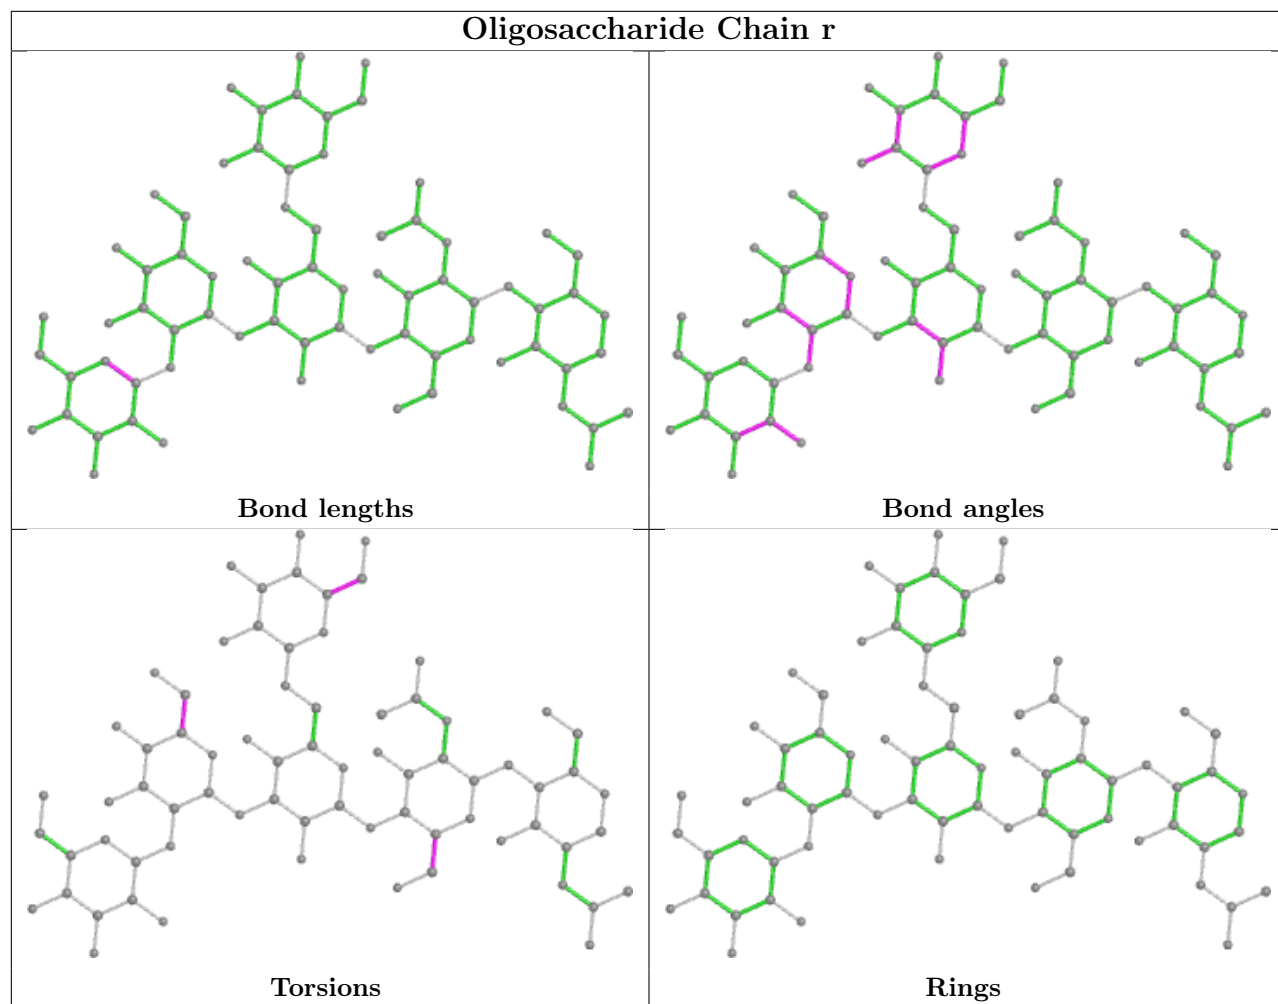 Oligosaccharide Chain r
Bond lengths
Bond angles
Torsions
Rings